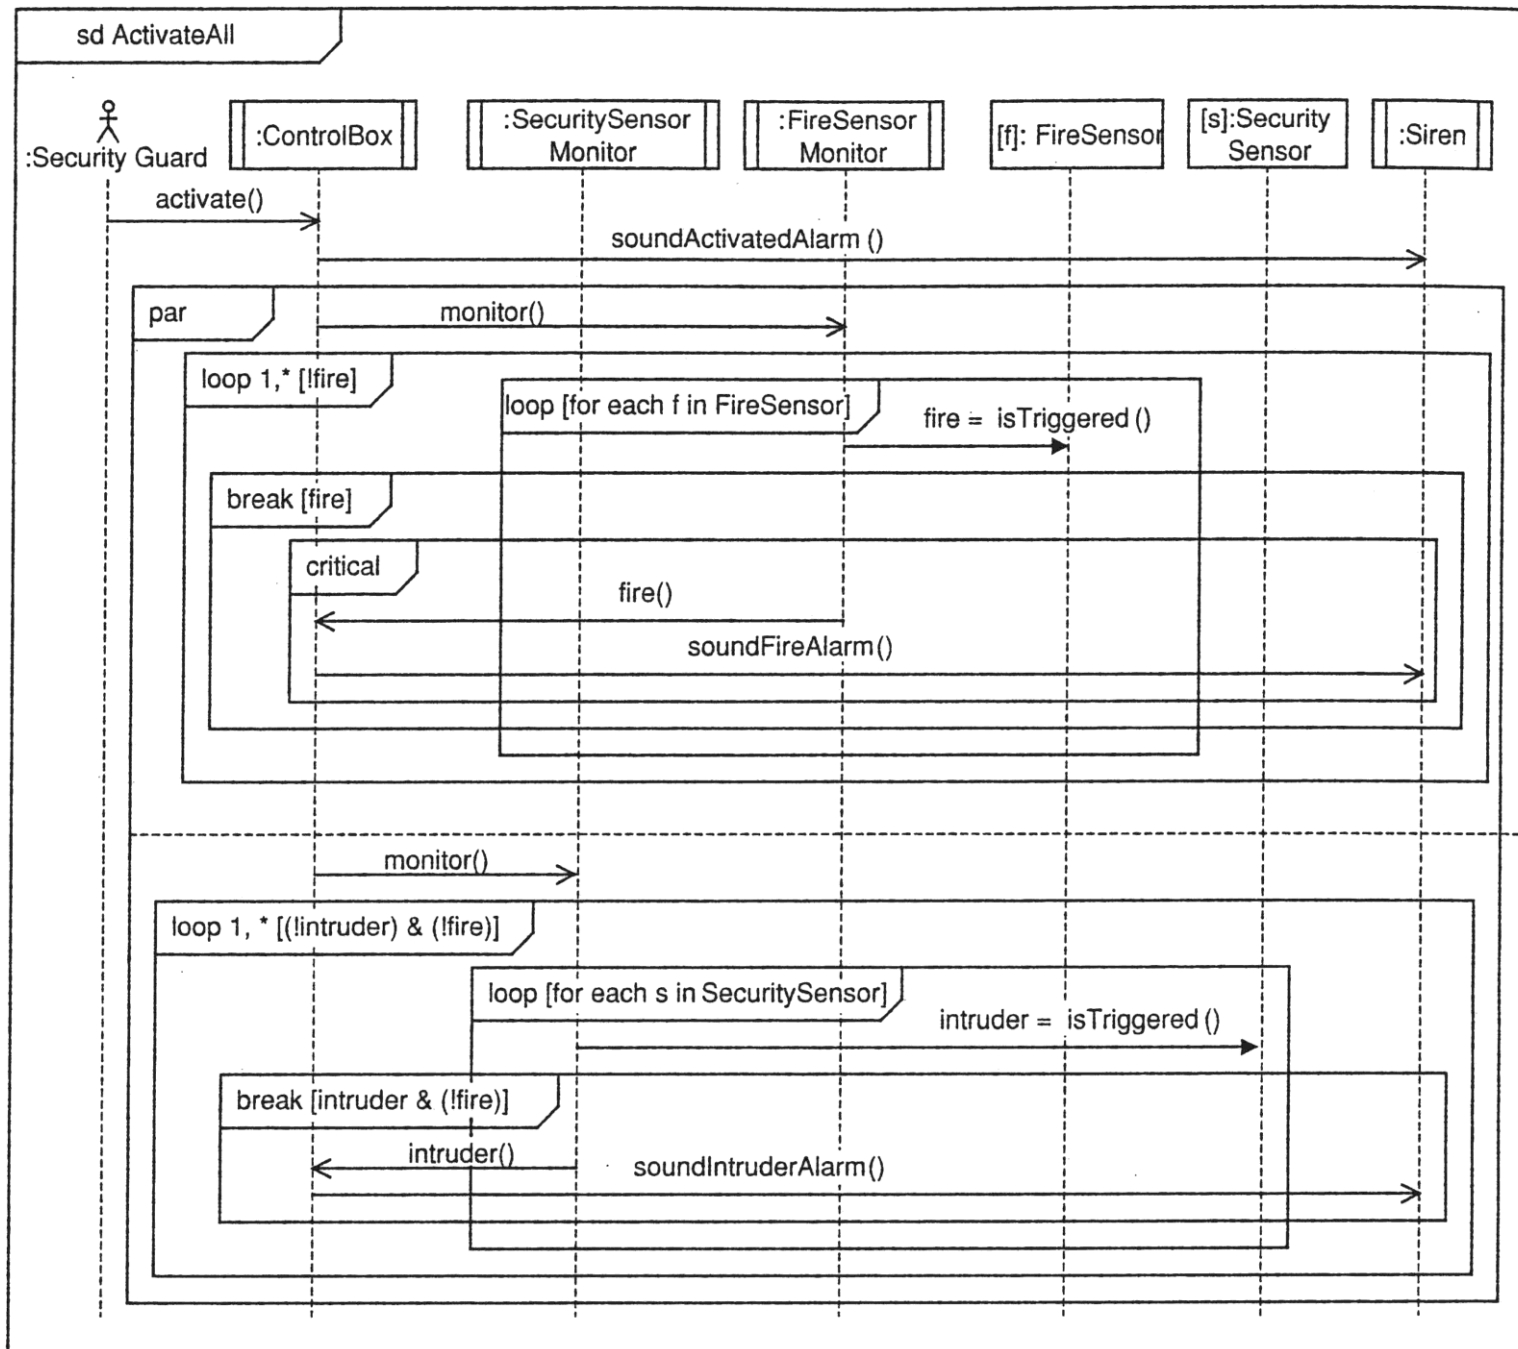 sd ActivateAll
:Security Guard
:ControlBox
:SecuritySensor
Monitor
:FireSensor
Monitor
[f]: FireSensor
[s]:Security
Sensor
:Siren
activate()
soundActivatedAlarm ()
par
monitor()
loop 1,* [!fire]
loop [for each f in FireSensor]
fire = isTriggered ()
break [fire]
critical
fire()
soundFireAlarm()
monitor()
loop 1, * [(!intruder) & (!fire)]
loop [for each s in SecuritySensor]
intruder = isTriggered ()
break [intruder & (!fire)]
intruder()
soundIntruderAlarm()